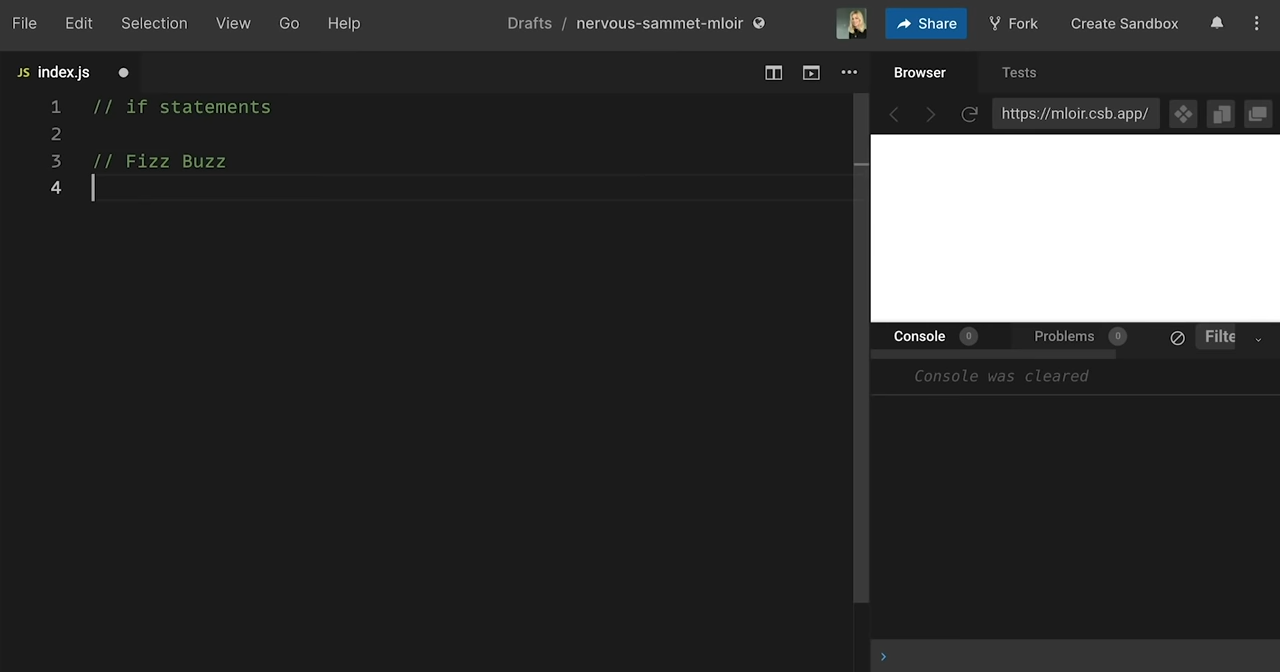 File Edit Selection View Go Help Drafts / nervous-sammet-mloir Share Fork Create Sandbox
JS index.js Browser Tests
https://mloir.csb.app/
1 // if statements
2
3 // Fizz Buzz
4
Console 0 Problems 0 Filte
Console was cleared